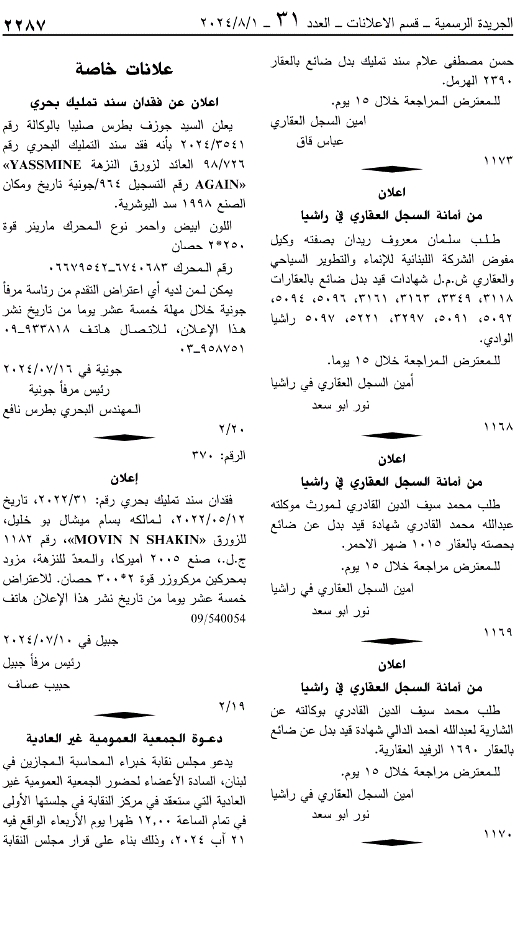 الجريدة الرسمية – قسم الاعلانات – العدد ٣١ – ٢٠٢٤/٨/١
٢٢٨٧
حسن مصطفى علام سند تمليك بدل ضائع بالعقار
٢٣٩٠ الهرمل.
للمعترض المراجعة خلال ١٥ يوم.
امين السجل العقاري
عباس قاق
١١٧٣
اعلان
من أمانة السجل العقاري في راشيا
طلب سلمان معروف ريدان بصفته وكيل
مفوض الشركة اللبنانية للإنماء والتطوير السياحي
والعقاري ش.م.ل شهادات قيد بدل ضائع بالعقارات
٣١١٨، ٣٣٤٩، ٣١٦٣، ٣١٦١، ٥٠٩٦، ٥٠٩٤،
٥٠٩٢، ٥٠٩١، ٣٢٩٧، ٥٢٢١، ٥٠٩٧ راشيا
الوادي.
للمعترض المراجعة خلال ١٥ يوما.
أمين السجل العقاري في راشيا
نور ابو سعد
١١٦٨
اعلان
من أمانة السجل العقاري في راشيا
طلب محمد سيف الدين القادري لمورث موكلته
عبدالله محمد القادري شهادة قيد بدل عن ضائع
بحصته بالعقار ١٠١٥ ضهر الاحمر.
للمعترض مراجعة خلال ١٥ يوم.
امين السجل العقاري في راشيا
نور ابو سعد
١١٦٩
اعلان
من أمانة السجل العقاري في راشيا
طلب محمد سيف الدين القادري بوكالته عن
الشارية لعبدالله احمد الدالي شهادة قيد بدل عن ضائع
بالعقار ١٦٩٠ الرفيد العقارية.
للمعترض مراجعة خلال ١٥ يوم.
امين السجل العقاري في راشيا
نور ابو سعد
١١٧٠
علانات خاصة
اعلان عن فقدان سند تمليك بحري
يعلن السيد جوزف بطرس صليبا بالوكالة رقم
٢٠٢٤/٣٥٤١ بأنه فقد سند التمليك البحري رقم
٩٨/٧٢٦ العائد لزورق النزهة YASSMINE»
«AGAIN رقم التسجيل ٩٦٤/جونية تاريخ ومكان
الصنع ١٩٩٨ سد البوشرية.
اللون ابيض واحمر نوع المحرك مارينر قوة
٢٥٠*٢ حصان
رقم المحرك ٦٧٤٠٦٨٣–٠٦٦٧٩٥٤٢
يمكن لمن لديه أي اعتراض التقدم من رئاسة مرفأ
جونية خلال مهلة خمسة عشر يوما من تاريخ نشر
هذا الإعلان، للاتصال هاتف ٩٣٣٨١٨–٠٩
٩٥٨٧٥١–٠٣
جونية في ٢٠٢٤/٠٧/١٦
رئيس مرفأ جونية
المهندس البحري بطرس نافع
٢/٢٠
الرقم: ٣٧٠
إعلان
فقدان سند تمليك بحري رقم: ٢٠٢٢/٣١، تاريخ
٢٠٢٢/٠٥/١٢، لمالكه بسام ميشال بو خليل،
للزورق «MOVIN N SHAKIN»، رقم ١١٨٢
ج.ل.، صنع ٢٠٠٥ اميركا، والمعدّ للنزهة، مزود
بمحركين مركروزر قوة ٢*٣٠٠ حصان. للاعتراض
خمسة عشر يوما من تاريخ نشر هذا الإعلان هاتف
09/540054
جبيل في ٢٠٢٤/٠٧/١٠
رئيس مرفأ جبيل
حبيب عساف
٢/١٩
دعوة الجمعية العمومية غير العادية
يدعو مجلس نقابة خبراء المحاسبة المجازين في
لبنان، السادة الأعضاء لحضور الجمعية العمومية غير
العادية التي ستعقد في مركز النقابة في جلستها الأولى
في تمام الساعة ١٢,٠٠ ظهرا يوم الأربعاء الواقع فيه
٢١ آب ٢٠٢٤، وذلك بناء على قرار مجلس النقابة